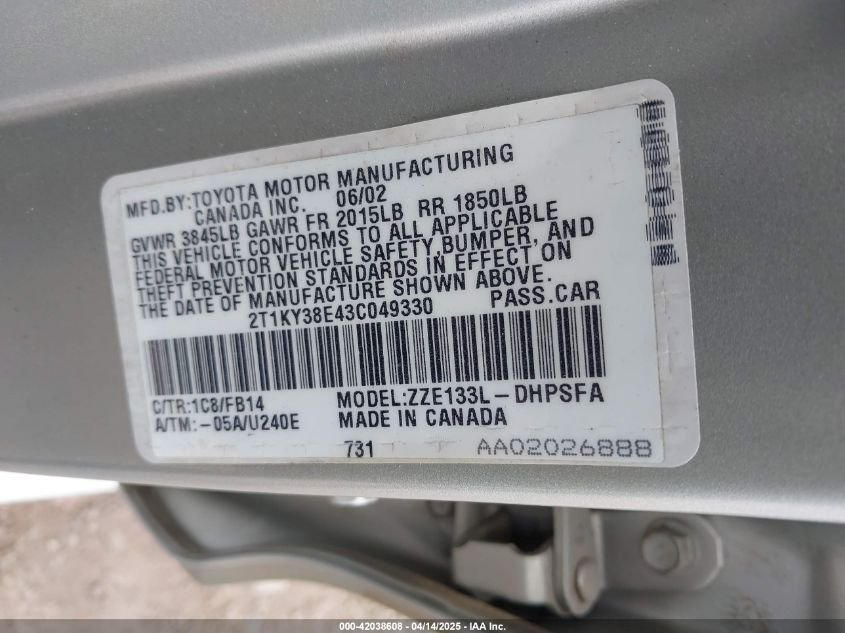 MFD.BY:TOYOTA MOTOR MANUFACTURING
CANADA INC. 06/02
GVWR 3845LB GAWR FR 2015LB RR 1850LB
THIS VEHICLE CONFORMS TO ALL APPLICABLE
FEDERAL MOTOR VEHICLE SAFETY, BUMPER, AND
THEFT PREVENTION STANDARDS IN EFFECT ON
THE DATE OF MANUFACTURE SHOWN ABOVE.
2T1KY38E43C049330 PASS.CAR
C/TR:1C8/FB14 MODEL:ZZE133L-DHPSFA
A/TM:-05A/U240E MADE IN CANADA
731 AA02026888
000-42038608 - 04/14/2025 - IAA Inc.